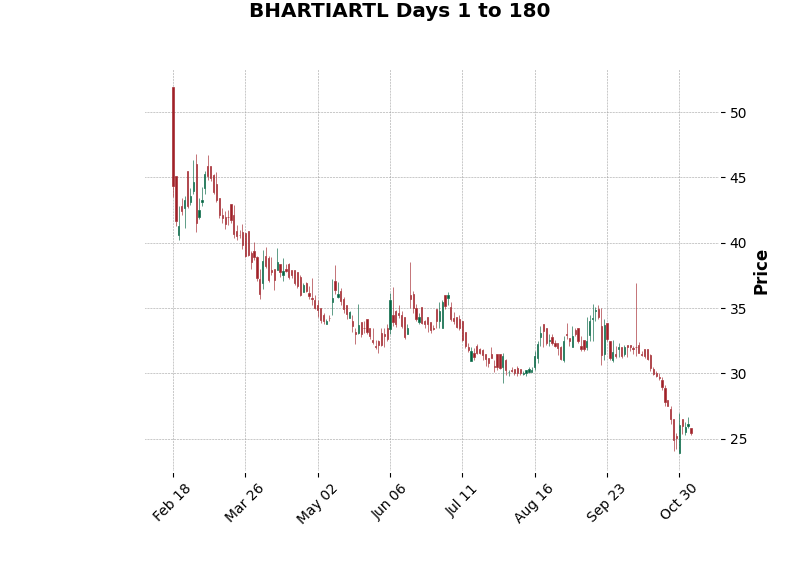 BHARTIARTL Days 1 to 180
50
45
40
35
30
25
Price
Feb 18
Mar 26
May 02
Jun 06
Jul 11
Aug 16
Sep 23
Oct 30